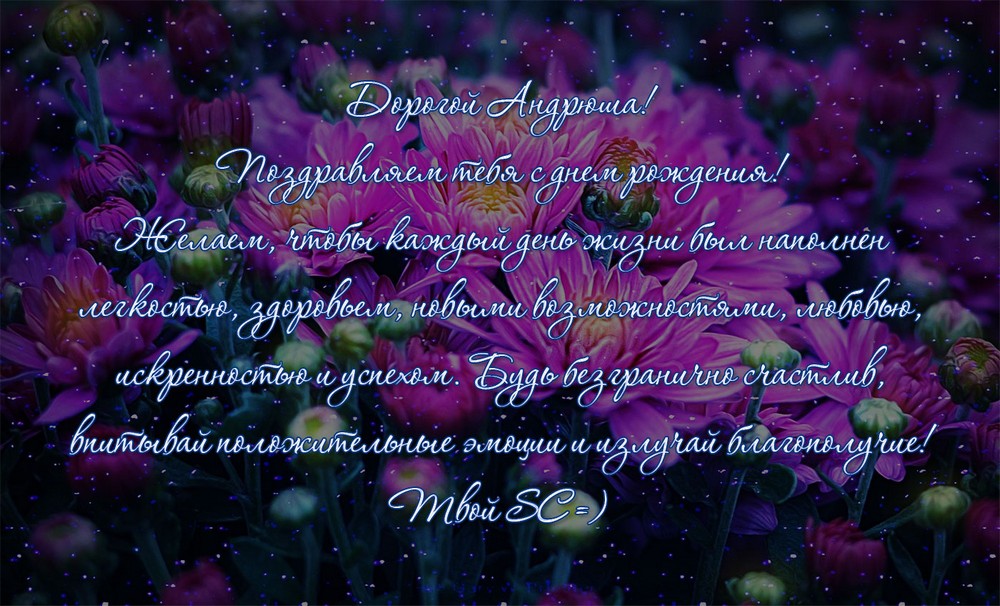 Дорогой Андрюша!
Поздравляем тебя с днем рождения!
Желаем, чтобы каждый день жизни был наполнен
легкостью, здоровьем, новыми возможностями, любовью,
искренностью и успехом. Будь безгранично счастлив,
впитывай положительные эмоции и излучай благополучие!
Твой SC =)